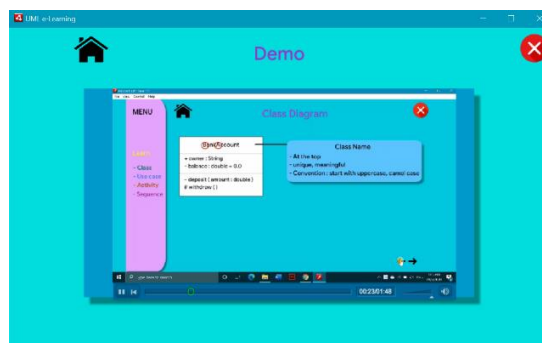 UML e-Learning
Demo
MENU
Class Diagram
Learn
- Class
- Use case
- Activity
- Sequence
BankAccount
+ owner : String
- balance : double = 0.0
- deposit ( amount : double )
# withdraw ( )
Class Name
- At the top
- unique, meaningful
- Convention : start with uppercase, camel case
00:23/01:48